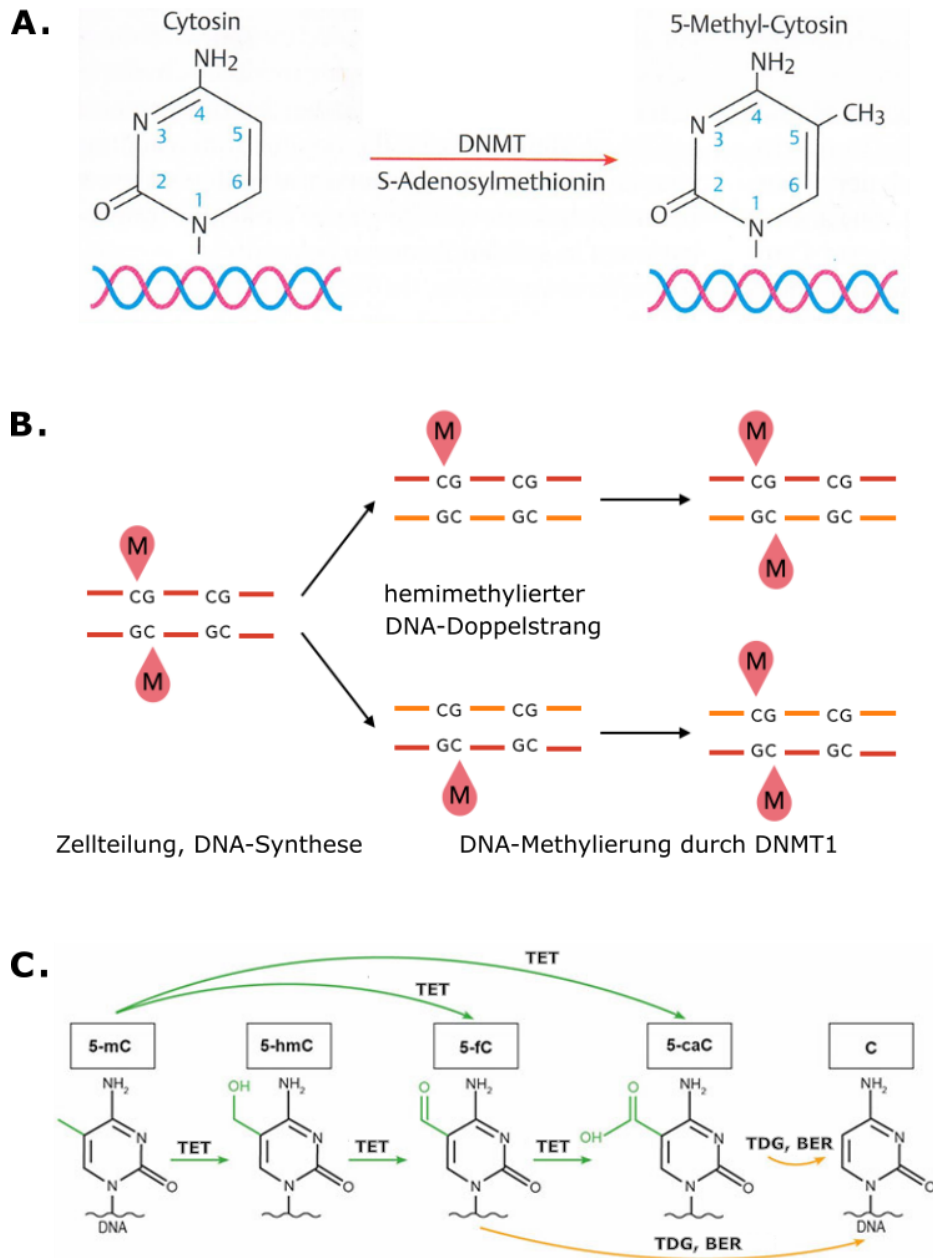 A.
Cytosin
5-Methyl-Cytosin
NH2
NH2
4
4
CH3
N
3
5
N
3
5
DNMT
2
6
S-Adenosylmethionin
2
6
1
1
O
N
O
N
B.
M
M
CG CG
CG CG
GC GC
GC GC
M
M
CG CG
hemimethylierter
GC GC
DNA-Doppelstrang
M
M
CG CG
CG CG
GC GC
GC GC
M
M
Zellteilung, DNA-Synthese
DNA-Methylierung durch DNMT1
C.
TET
TET
5-mC
5-hmC
5-fC
5-caC
C
NH2
OH
NH2
O
NH2
O
NH2
NH2
N
N
N
OH
N
N
TET
TET
TET
TDG, BER
N
O
N
O
N
O
N
O
N
O
DNA
DNA
TDG, BER